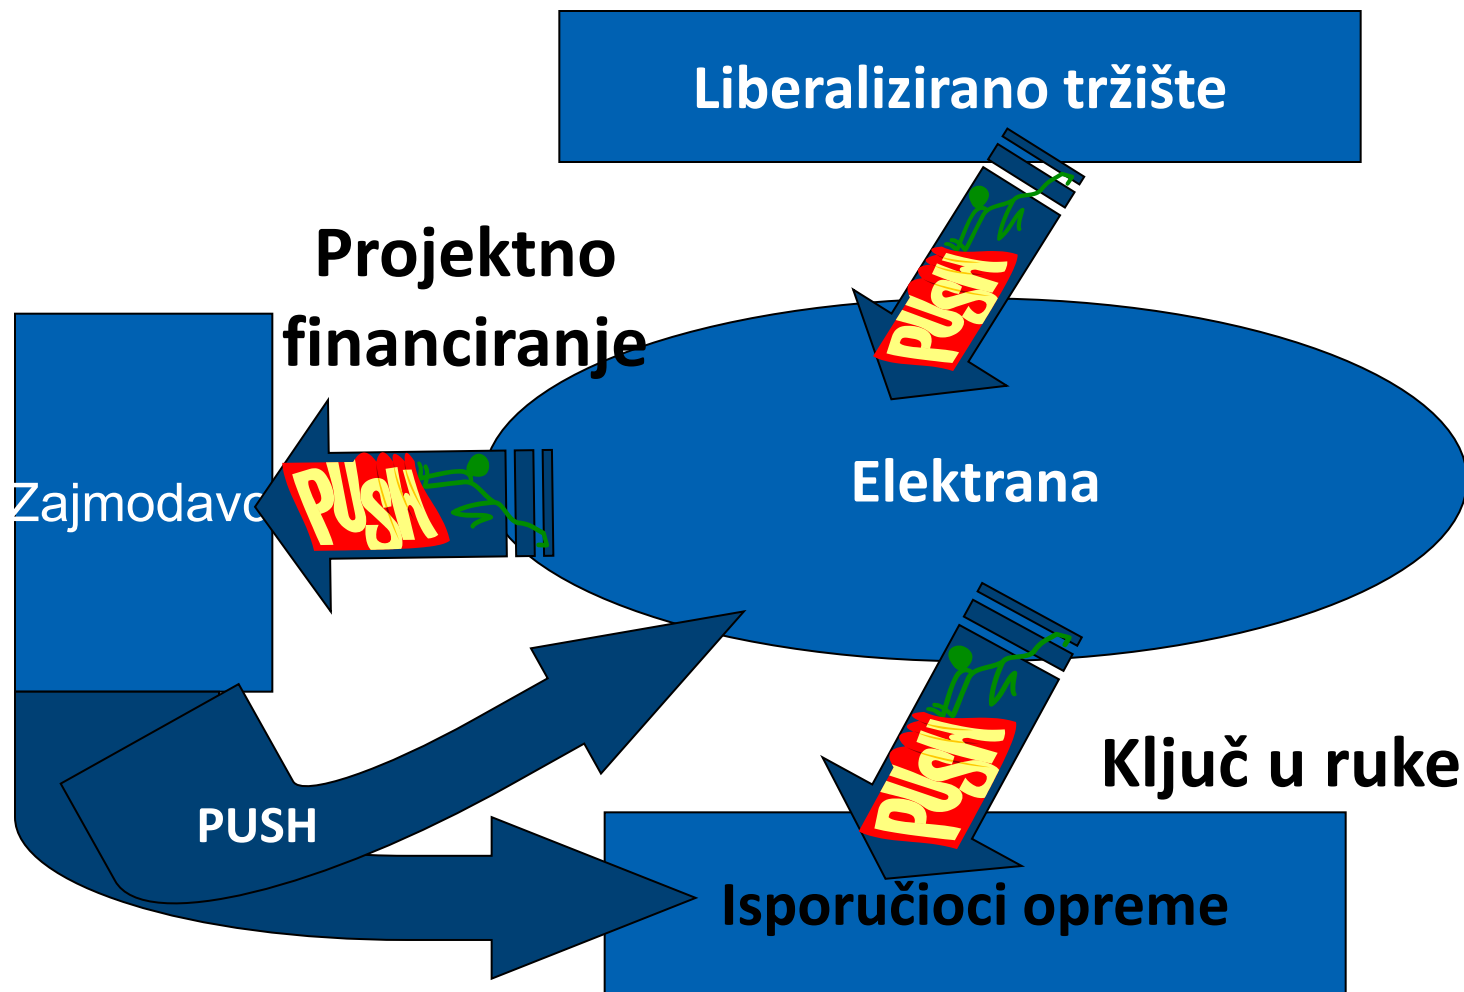 Liberalizirano tržište
PUSH
Projektno
financiranje
Zajmodavc
PUSH
Elektrana
PUSH
Ključ u ruke
PUSH
Isporučioci opreme